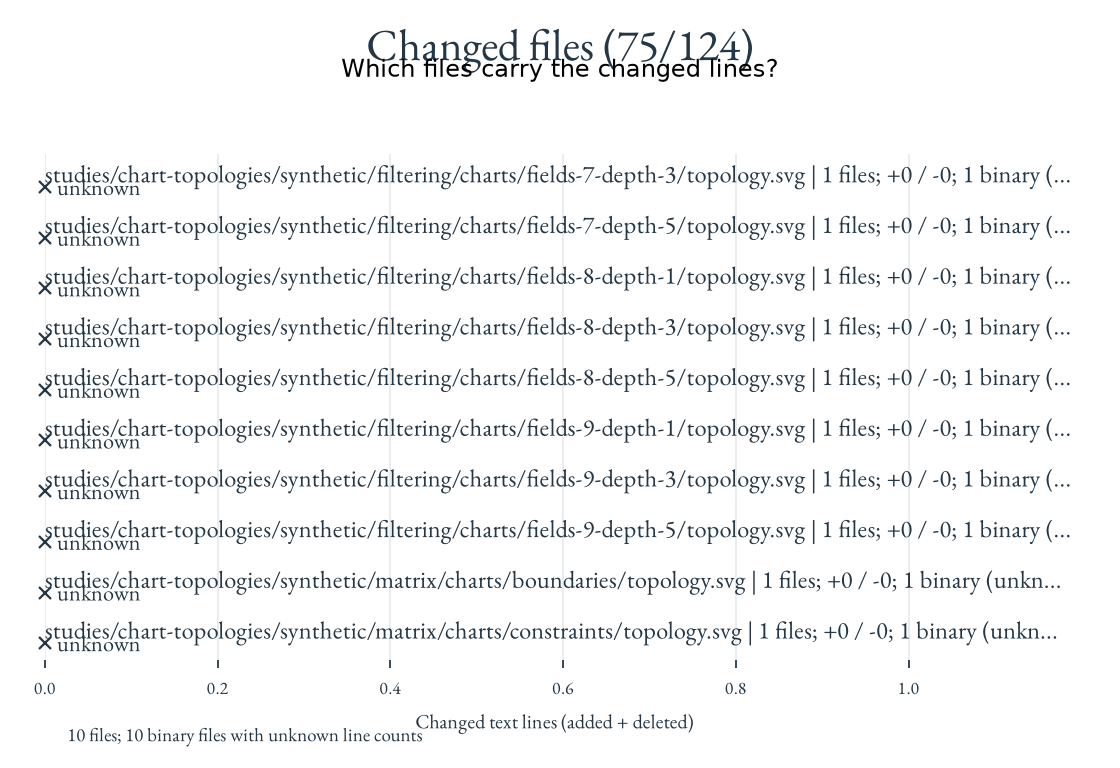 Changed files (75/124)
Which files carry the changed lines?
studies/chart-topologies/synthetic/filtering/charts/fields-7-depth-3/topology.svg | 1 files; +0 / -0; 1 binary (...
unknown
studies/chart-topologies/synthetic/filtering/charts/fields-7-depth-5/topology.svg | 1 files; +0 / -0; 1 binary (...
unknown
studies/chart-topologies/synthetic/filtering/charts/fields-8-depth-1/topology.svg | 1 files; +0 / -0; 1 binary (...
unknown
studies/chart-topologies/synthetic/filtering/charts/fields-8-depth-3/topology.svg | 1 files; +0 / -0; 1 binary (...
unknown
studies/chart-topologies/synthetic/filtering/charts/fields-8-depth-5/topology.svg | 1 files; +0 / -0; 1 binary (...
unknown
studies/chart-topologies/synthetic/filtering/charts/fields-9-depth-1/topology.svg | 1 files; +0 / -0; 1 binary (...
unknown
studies/chart-topologies/synthetic/filtering/charts/fields-9-depth-3/topology.svg | 1 files; +0 / -0; 1 binary (...
unknown
studies/chart-topologies/synthetic/filtering/charts/fields-9-depth-5/topology.svg | 1 files; +0 / -0; 1 binary (...
unknown
studies/chart-topologies/synthetic/matrix/charts/boundaries/topology.svg | 1 files; +0 / -0; 1 binary (unkn...
unknown
studies/chart-topologies/synthetic/matrix/charts/constraints/topology.svg | 1 files; +0 / -0; 1 binary (unkn...
unknown
0.0 0.2 0.4 0.6 0.8 1.0
Changed text lines (added + deleted)
10 files; 10 binary files with unknown line counts